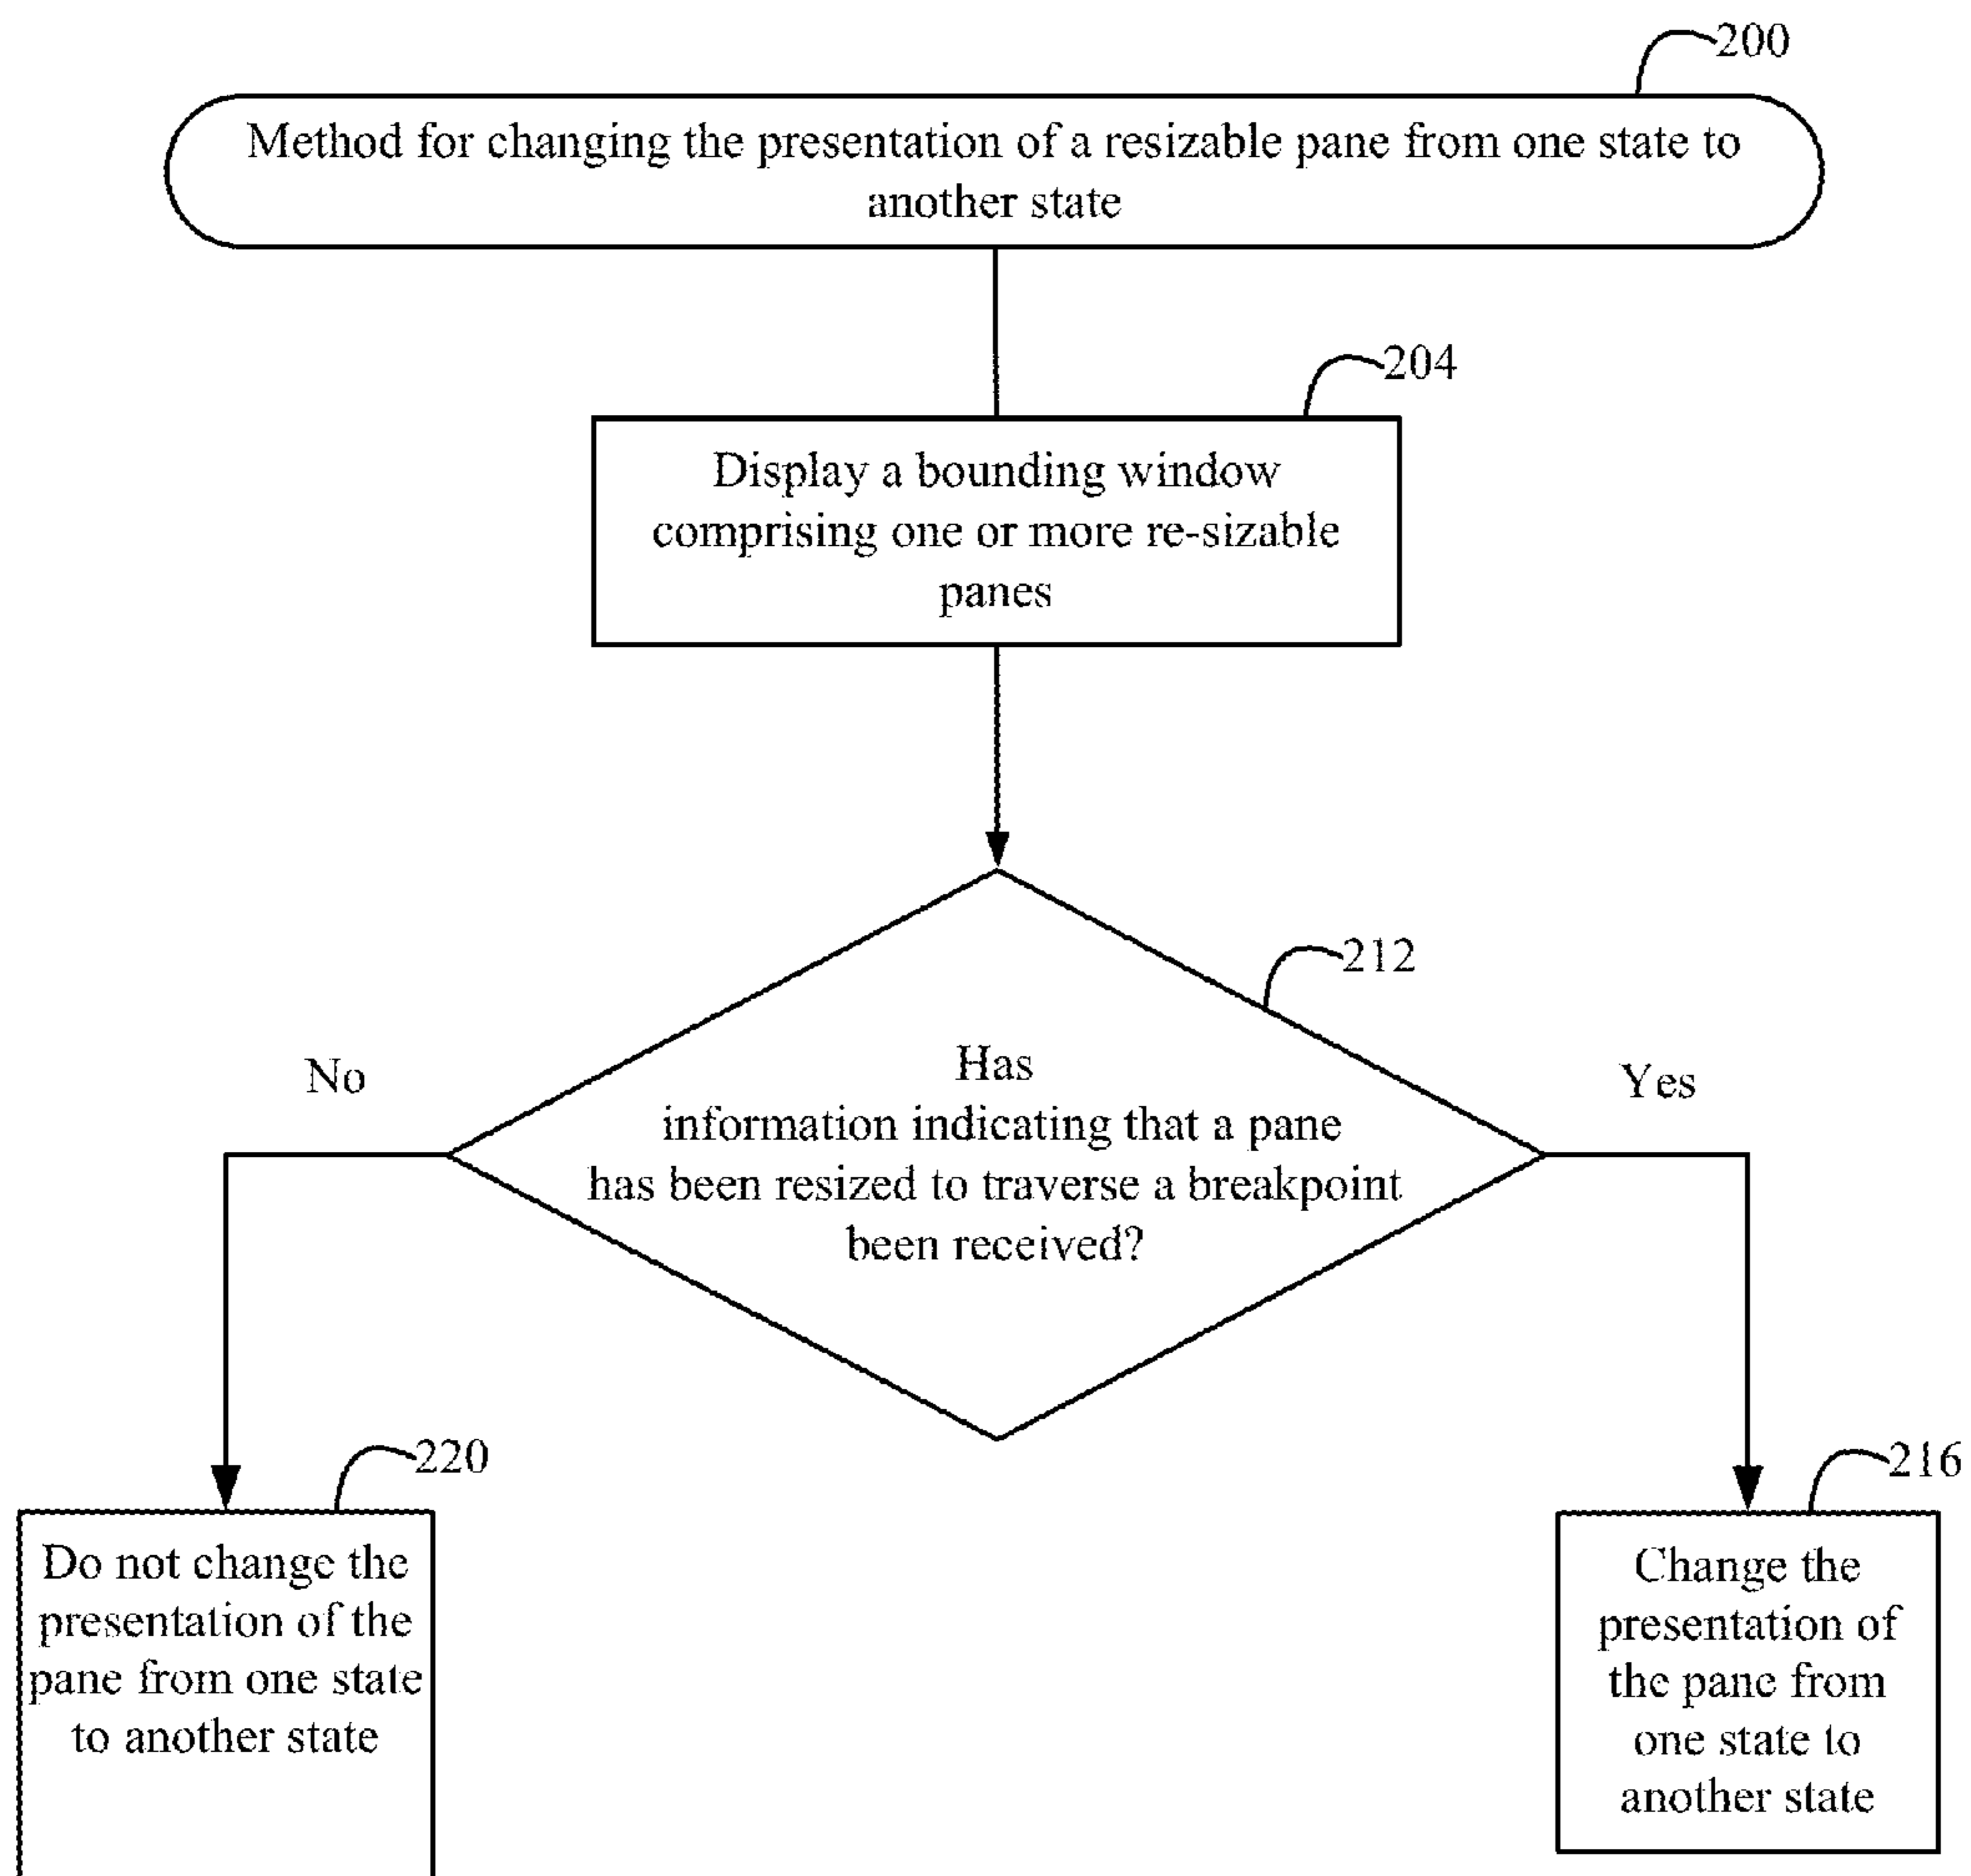 200
Method for changing the presentation of a resizable pane from one state to
another state
204
Display a bounding window
comprising one or more re-sizable
panes
212
Has
information indicating that a pane
has been resized to traverse a breakpoint
been received?
No
Yes
220
Do not change the
presentation of the
pane from one state
to another state
216
Change the
presentation of
the pane from
one state to
another state